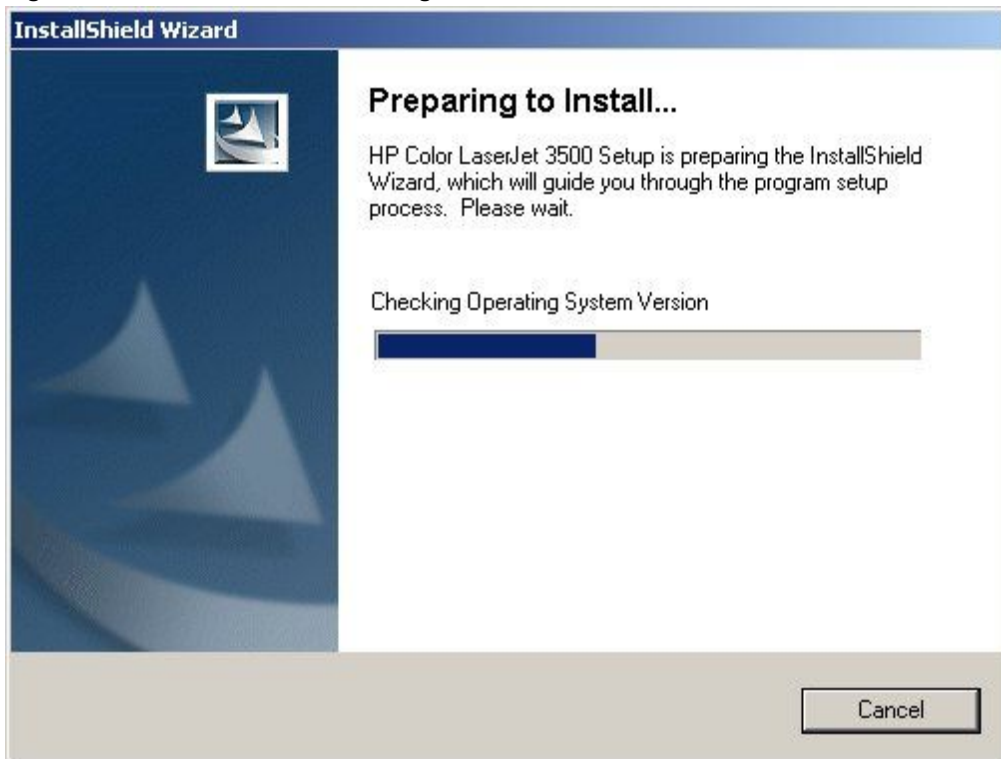 InstallShield Wizard
Preparing to Install...
HP Color LaserJet 3500 Setup is preparing the InstallShield
Wizard, which will guide you through the program setup
process. Please wait.
Checking Operating System Version
Cancel